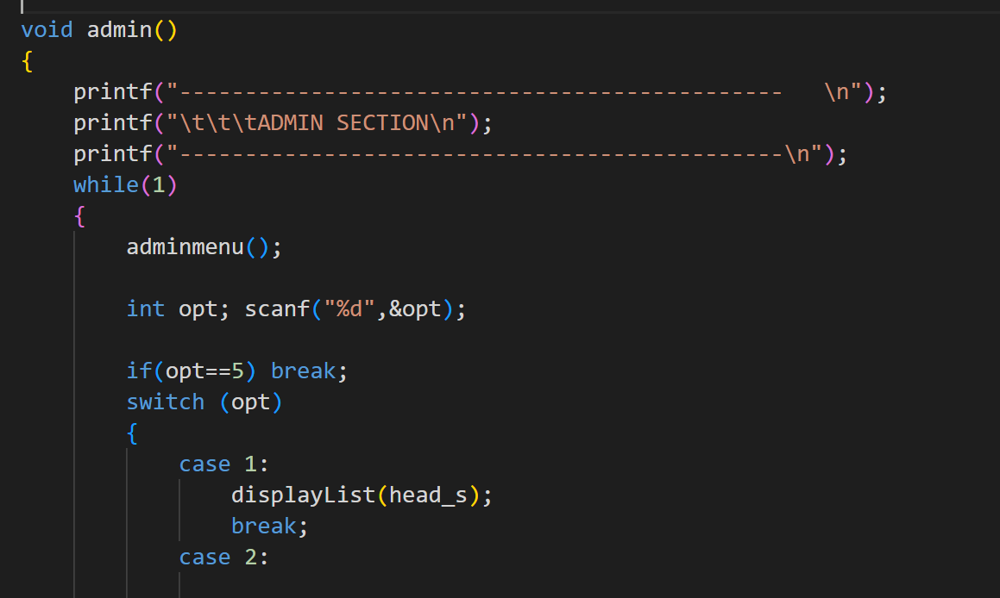 void admin()
{
    printf("----------------------------------------------   \n");
    printf("\t\t\tADMIN SECTION\n");
    printf("----------------------------------------------\n");
    while(1)
    {
        adminmenu();
        int opt; scanf("%d",&opt);
        if(opt==5) break;
        switch (opt)
        {
            case 1:
                displayList(head_s);
                break;
            case 2: